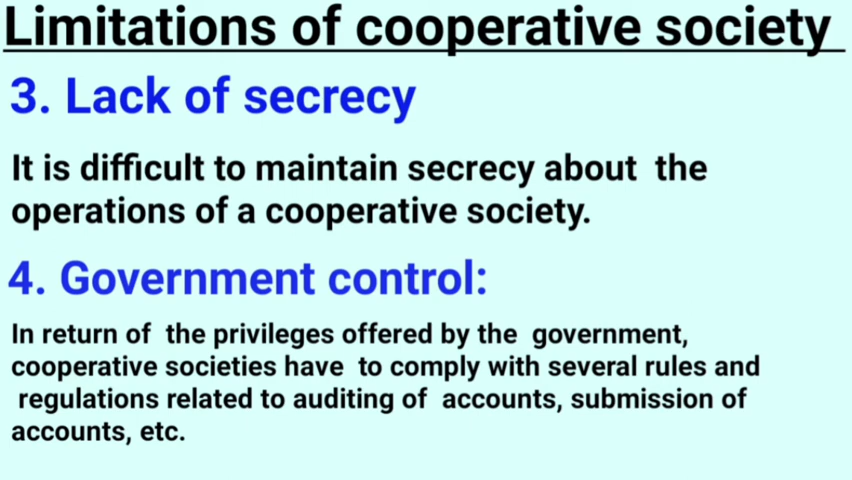 Limitations of cooperative society
3. Lack of secrecy
It is difficult to maintain secrecy about the
operations of a cooperative society.
4. Government control:
In return of the privileges offered by the government,
cooperative societies have to comply with several rules and
regulations related to auditing of accounts, submission of
accounts, etc.